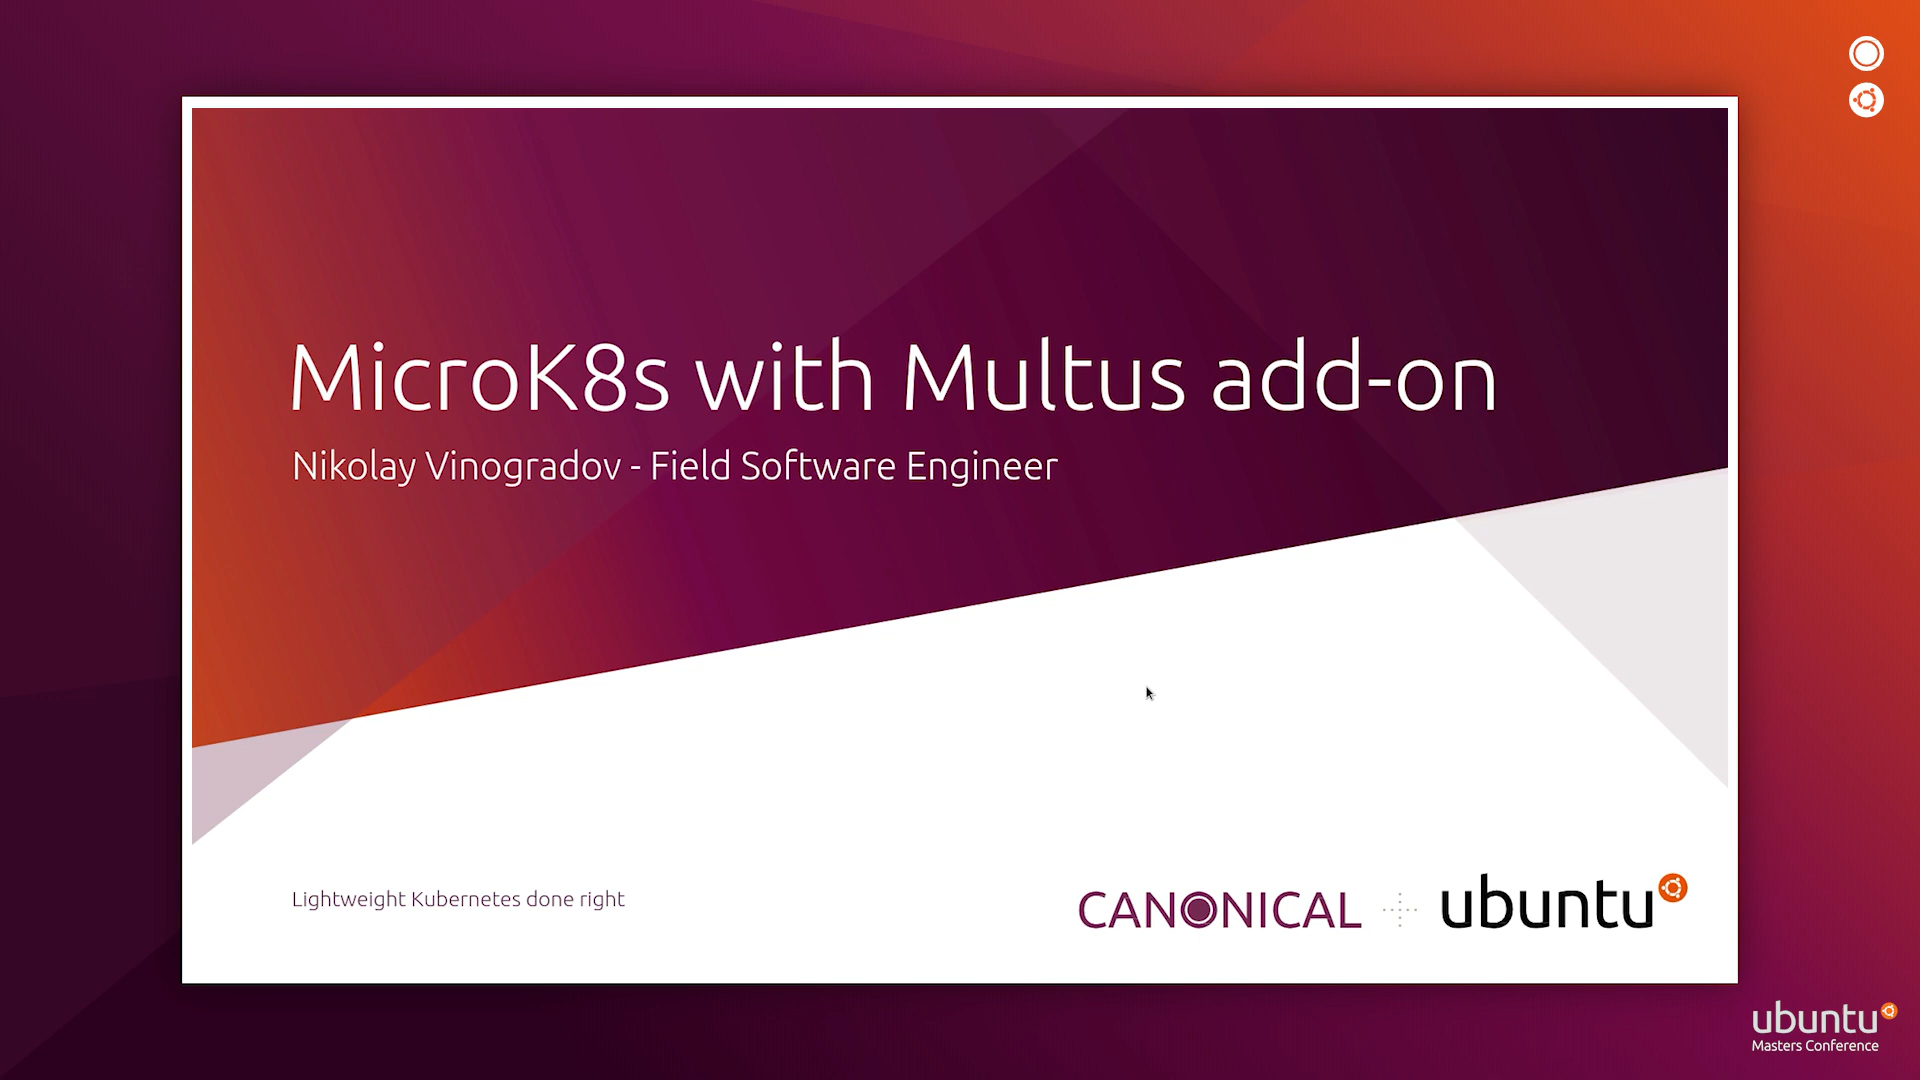 MicroK8s with Multus add-on
Nikolay Vinogradov - Field Software Engineer
Lightweight Kubernetes done right
CANONICAL
ubuntu
ubuntu
Masters Conference